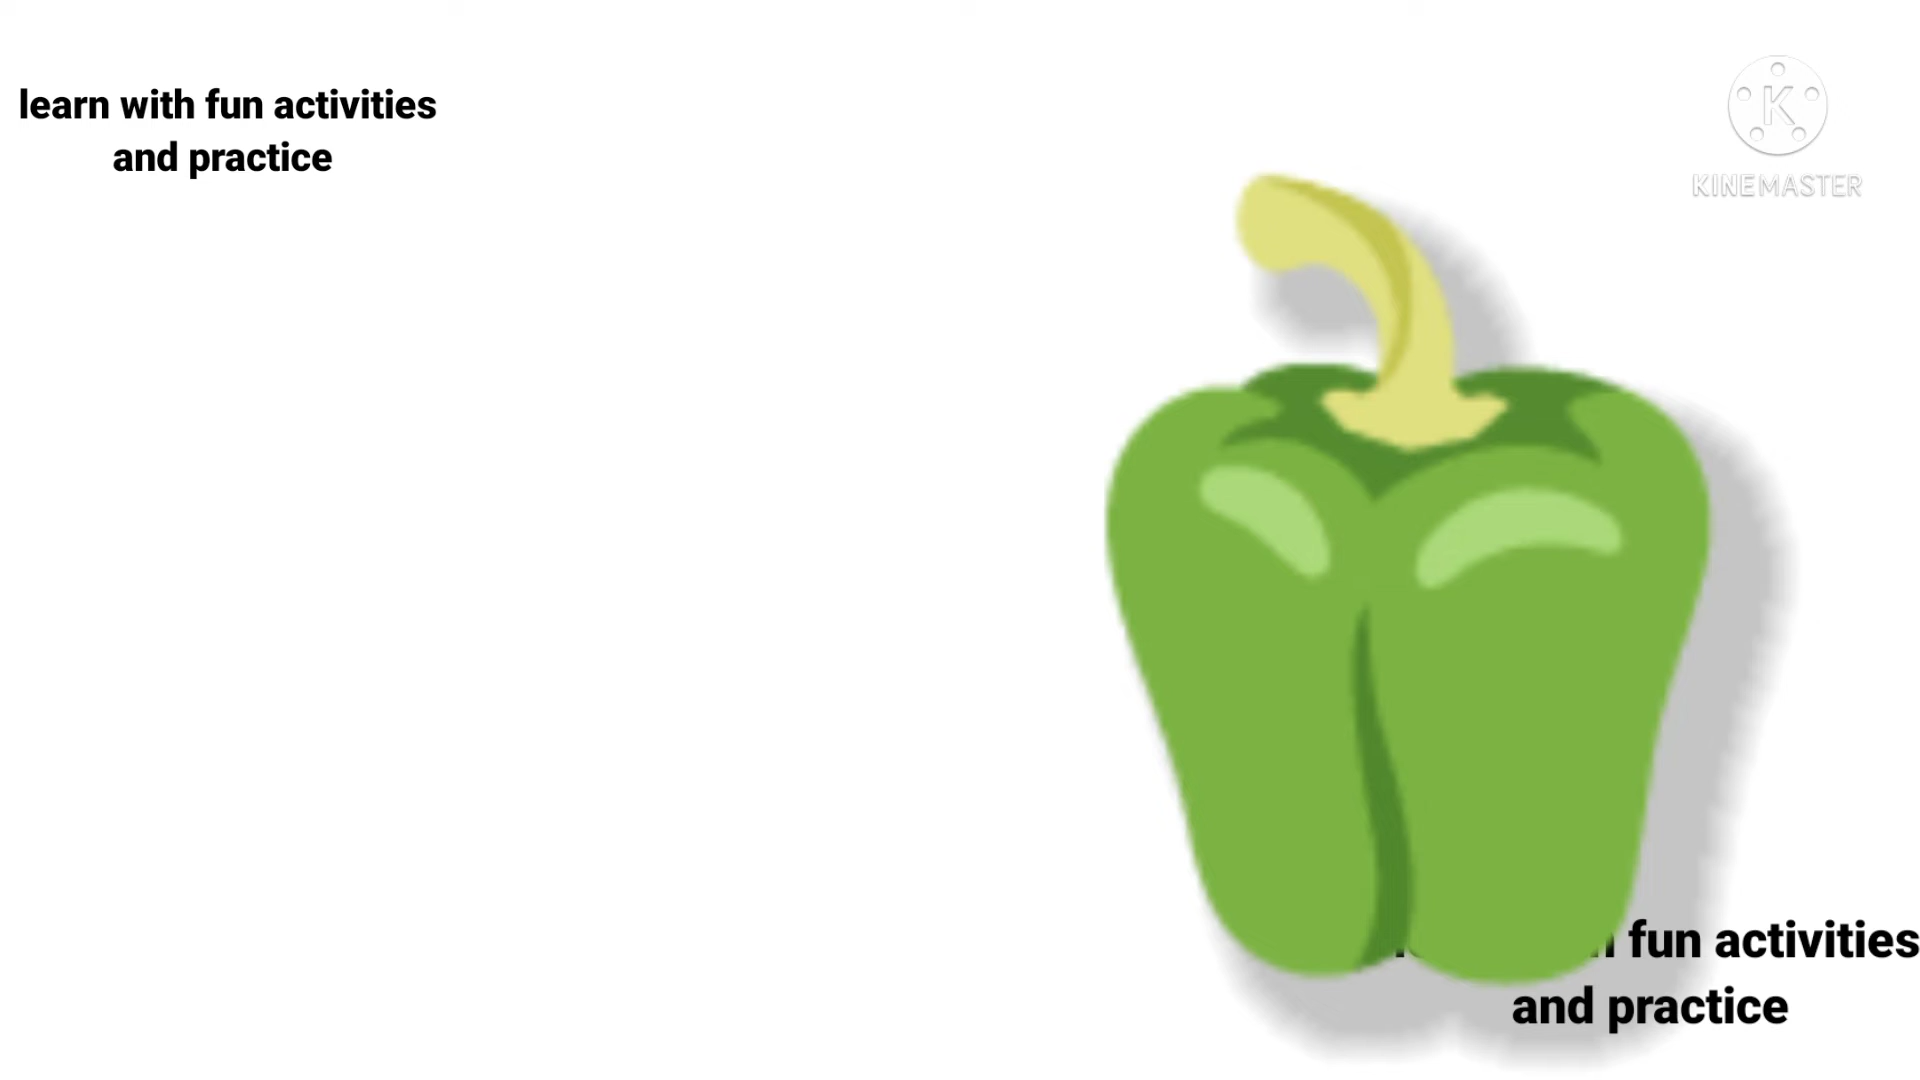 learn with fun activities
and practice
K
KINEMASTER
fun activities
and practice